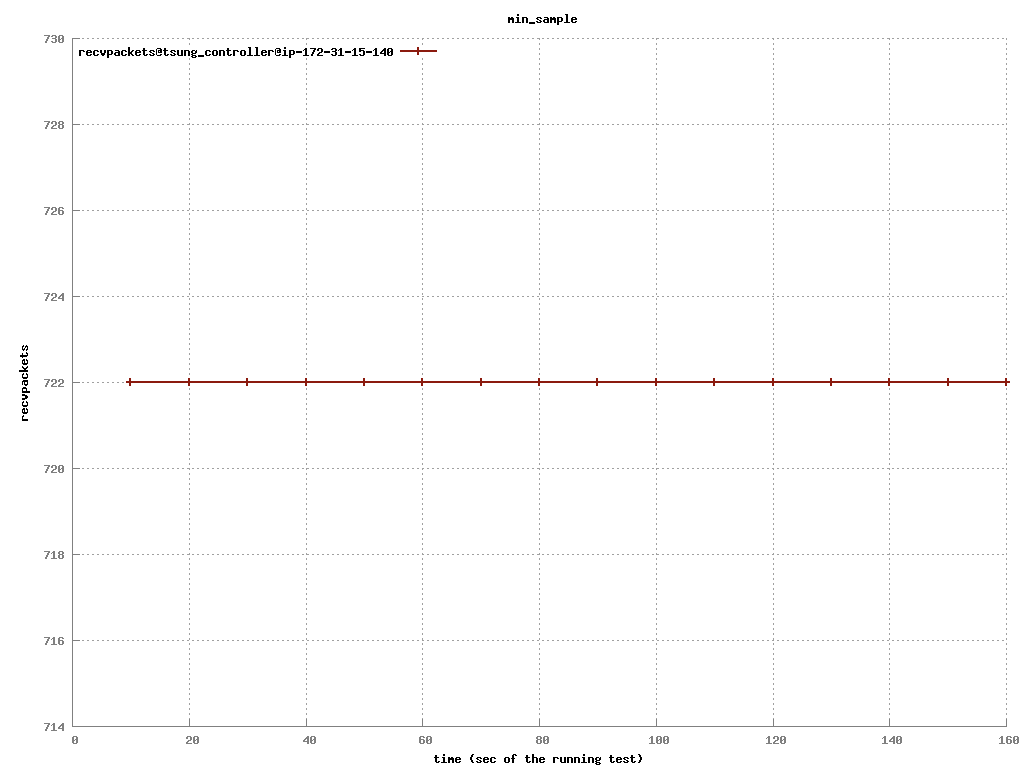 min_sample
recvpackets@tsung_controller@ip-172-31-15-140
730
728
726
724
722
720
718
716
714
recvpackets
0 20 40 60 80 100 120 140 160
time (sec of the running test)